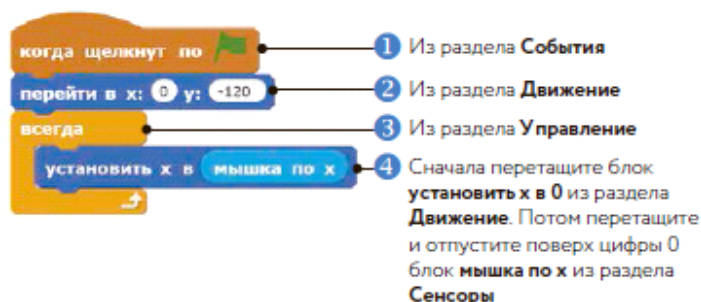 когда щелкнут по
1 Из раздела События
перейти в x: 0 y: -120
2 Из раздела Движение
всегда
3 Из раздела Управление
установить x в мышка по x
4 Сначала перетащите блок
установить x в 0 из раздела
Движение. Потом перетащите
и отпустите поверх цифры 0
блок мышка по x из раздела
Сенсоры